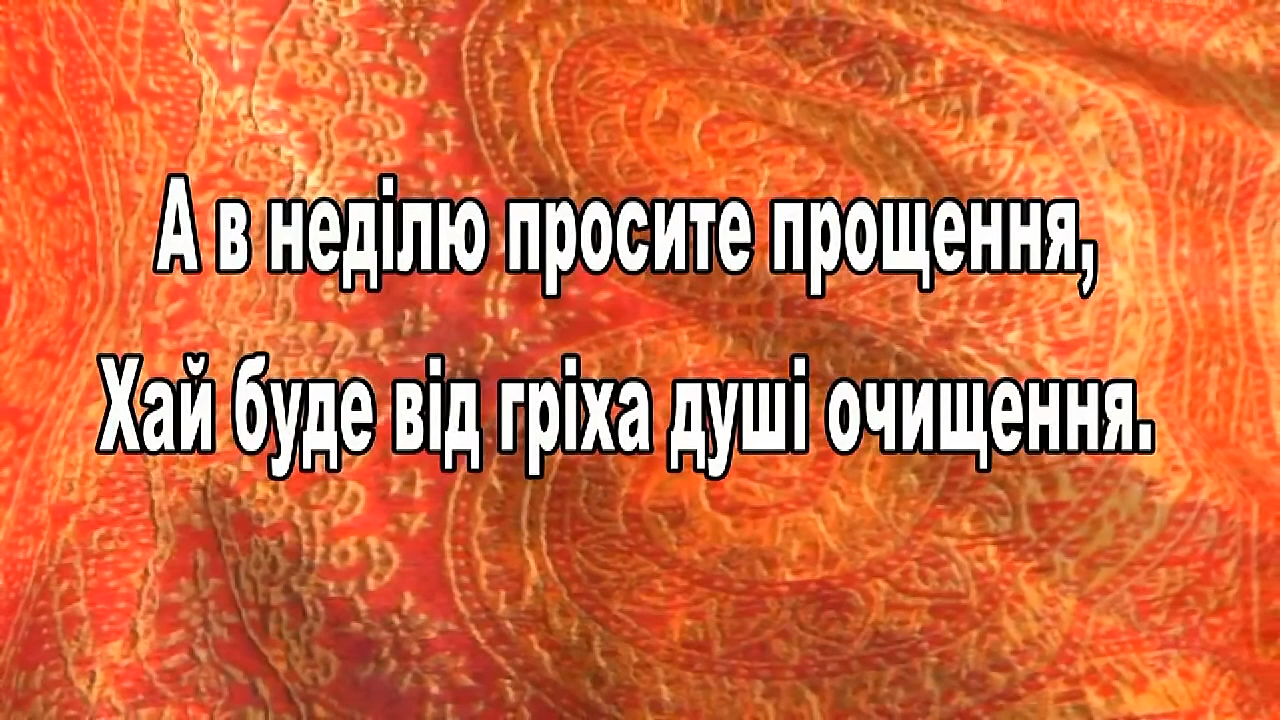 А в неділю просите прощення,
Хай буде від гріха душі очищення.